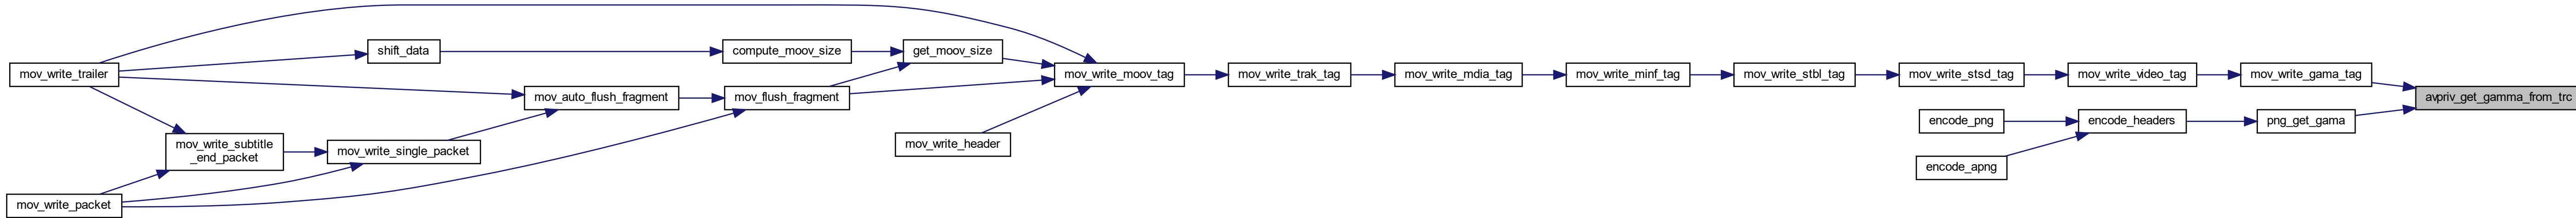 mov_write_trailer
shift_data
compute_moov_size
get_moov_size
mov_write_moov_tag
mov_write_trak_tag
mov_write_mdia_tag
mov_write_minf_tag
mov_write_stbl_tag
mov_write_stsd_tag
mov_write_video_tag
mov_write_gama_tag
avpriv_get_gamma_from_trc
mov_auto_flush_fragment
mov_flush_fragment
encode_png
encode_headers
png_get_gama
mov_write_subtitle
_end_packet
mov_write_single_packet
mov_write_header
encode_apng
mov_write_packet